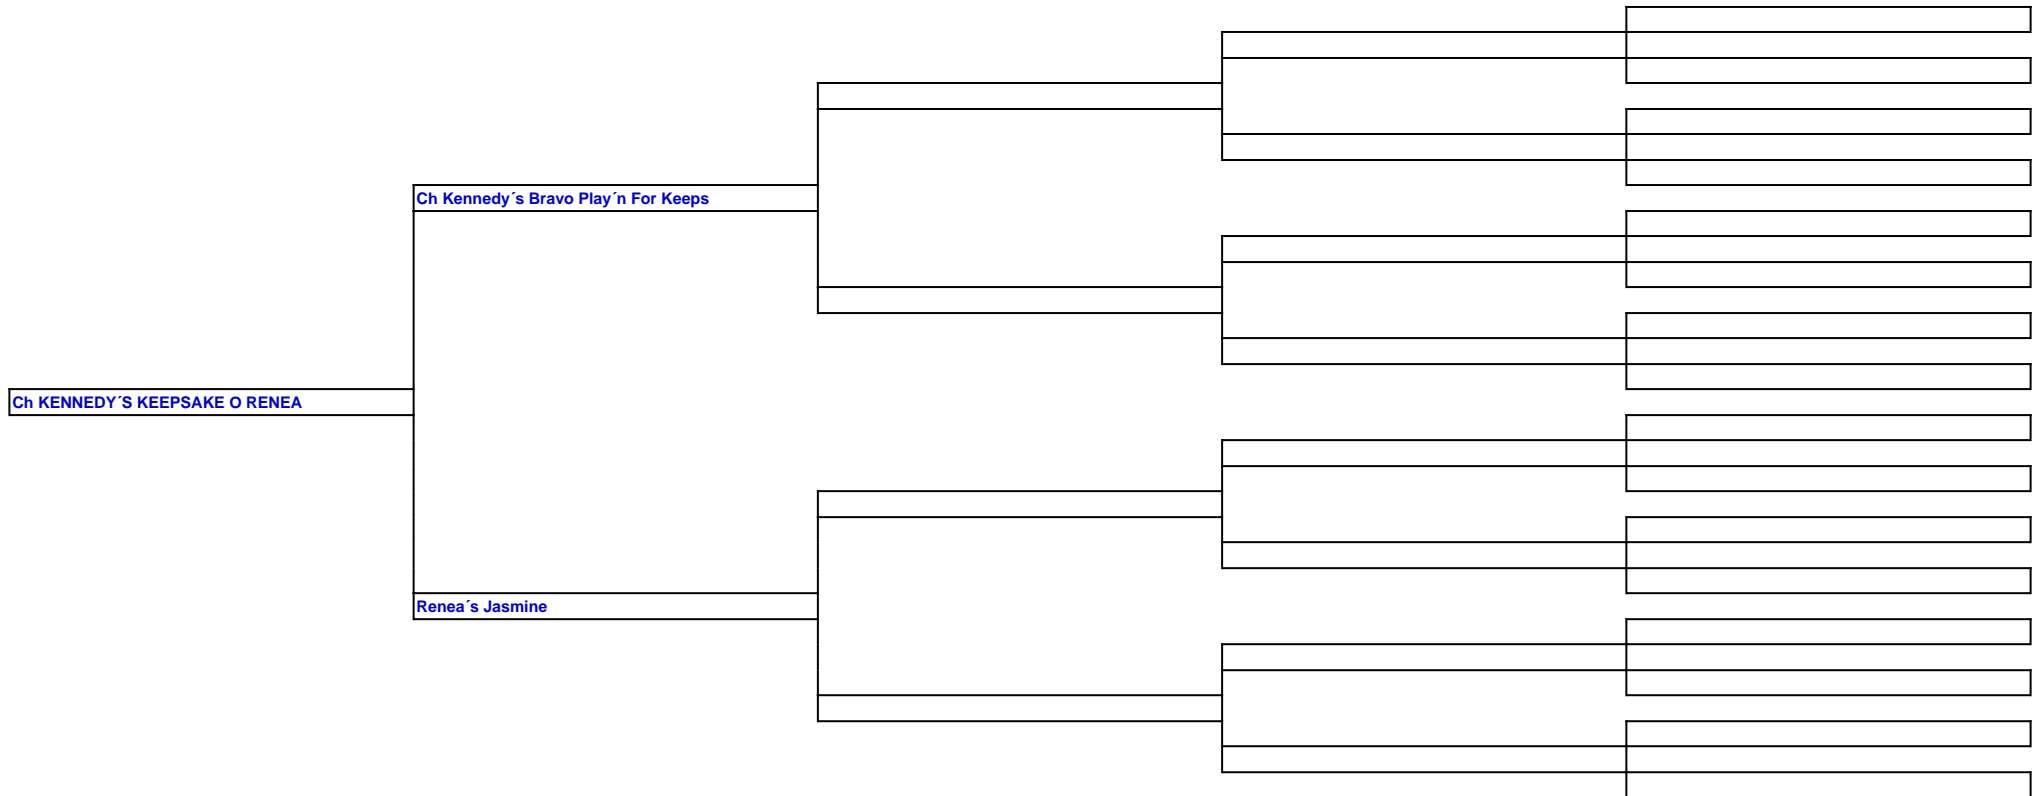 Ch Kennedy´s Bravo Play´n For Keeps
Ch KENNEDY´S KEEPSAKE O RENEA
Renea´s Jasmine